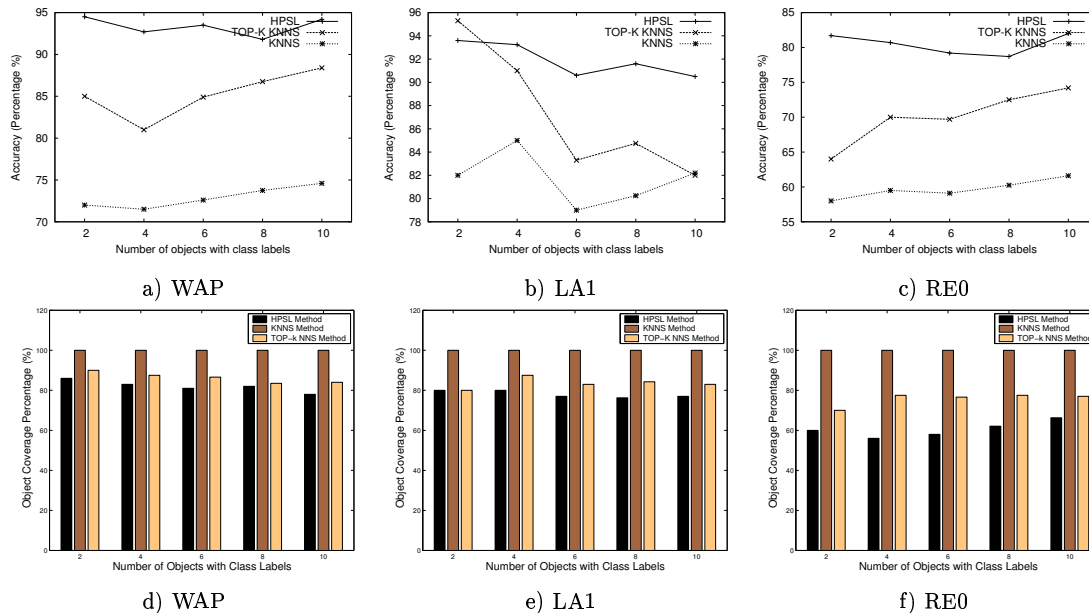 HPSL
TOP-K KNNS
KNNS
95
90
85
80
75
70
2 4 6 8 10
Accuracy (Percentage %)
Number of objects with class labels
a) WAP
HPSL
TOP-K KNNS
KNNS
96
94
92
90
88
86
84
82
80
78
2 4 6 8 10
Accuracy (Percentage %)
Number of objects with class labels
b) LA1
HPSL
TOP-K KNNS
KNNS
85
80
75
70
65
60
55
2 4 6 8 10
Accuracy (Percentage %)
Number of objects with class labels
c) RE0
HPSL Method
KNNS Method
TOP-k NNS Method
120
100
80
60
40
20
0
2 4 6 8 10
Object Coverage Percentage (%)
Number of Objects with Class Labels
d) WAP
HPSL Method
KNNS Method
TOP-K NNS Method
120
100
80
60
40
20
0
2 4 6 8 10
Object Coverage Percentage (%)
Number of Objects with Class Labels
e) LA1
HPSL Method
KNNS Method
TOP-k NNS Method
120
100
80
60
40
20
0
2 4 6 8 10
Object Coverage Percentage (%)
Number of Objects with Class Labels
f) RE0